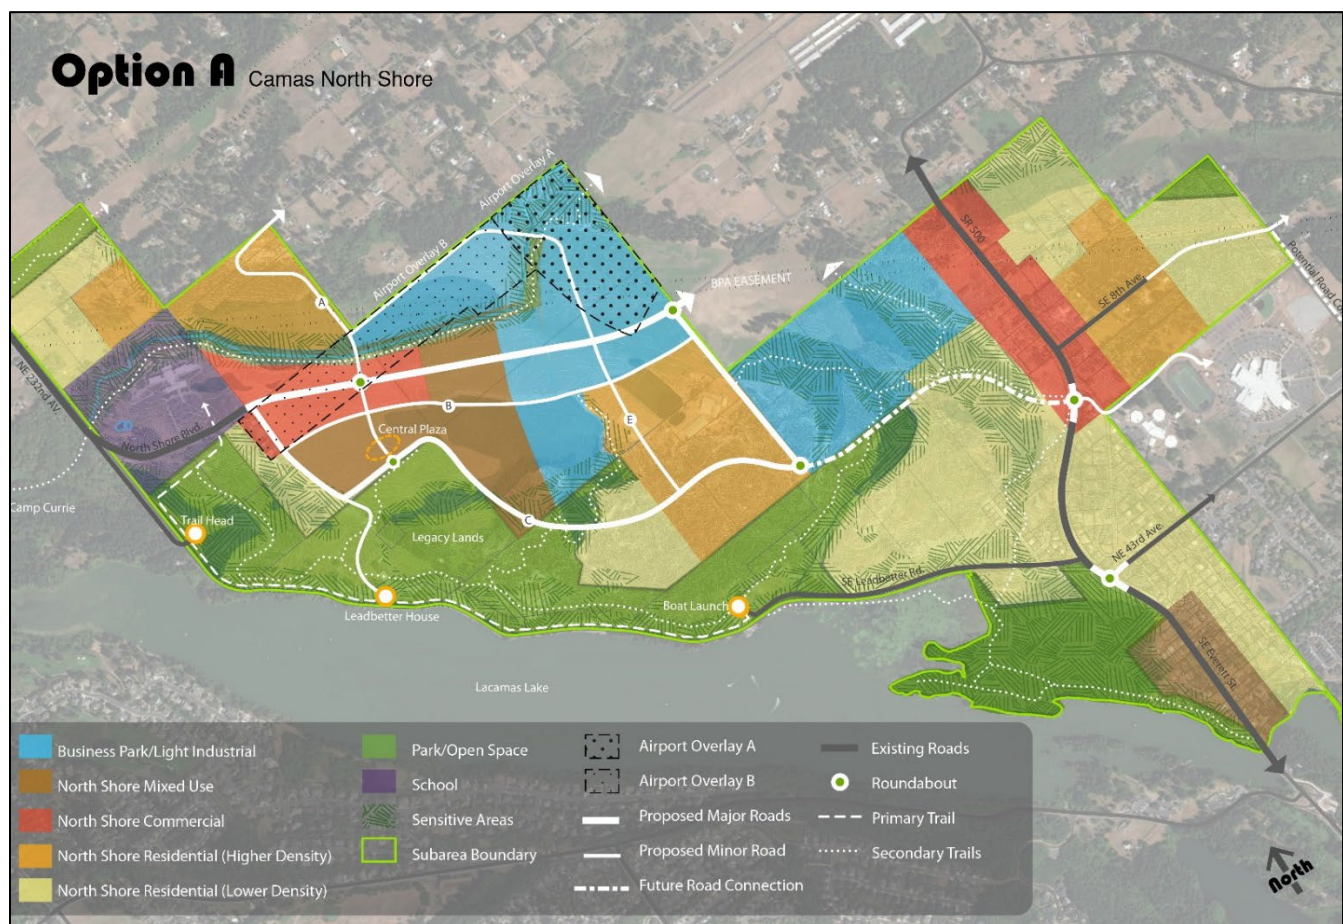 Option A Camas North Shore
Airport Overlay A
Airport Overlay B
SR 500
BPA EASEMENT
SE 8th Ave.
A
NE 232nd AV.
North Shore Blvd.
B
E
Central Plaza
C
Camp Currie
Trail Head
Legacy Lands
Leadbetter House
Boat Launch
SE Leadbetter Rd.
NE 43rd Ave.
SE Everett St.
Lacamas Lake
Business Park/Light Industrial
North Shore Mixed Use
North Shore Commercial
North Shore Residential (Higher Density)
North Shore Residential (Lower Density)
Park/Open Space
School
Sensitive Areas
Subarea Boundary
Airport Overlay A
Airport Overlay B
Proposed Major Roads
Proposed Minor Road
Future Road Connection
Existing Roads
Roundabout
Primary Trail
Secondary Trails
North
Potential Road